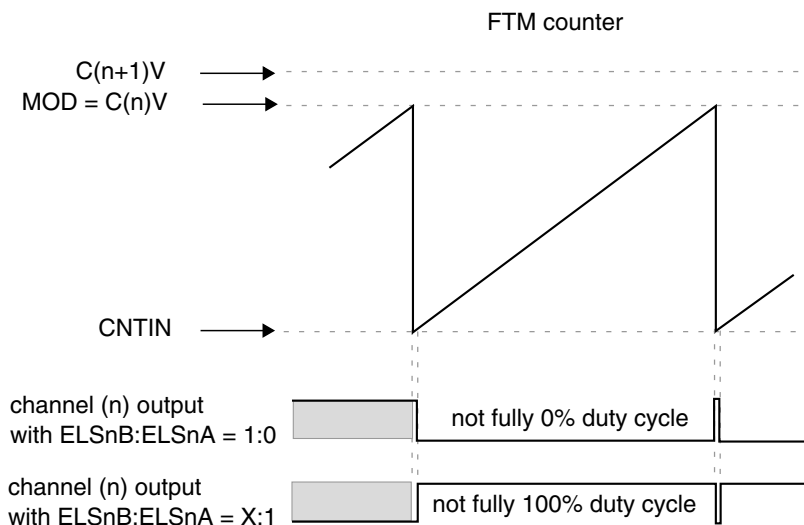 FTM counter
C(n+1)V
MOD = C(n)V
CNTIN
channel (n) output
with ELSnB:ELSnA = 1:0
not fully 0% duty cycle
channel (n) output
with ELSnB:ELSnA = X:1
not fully 100% duty cycle